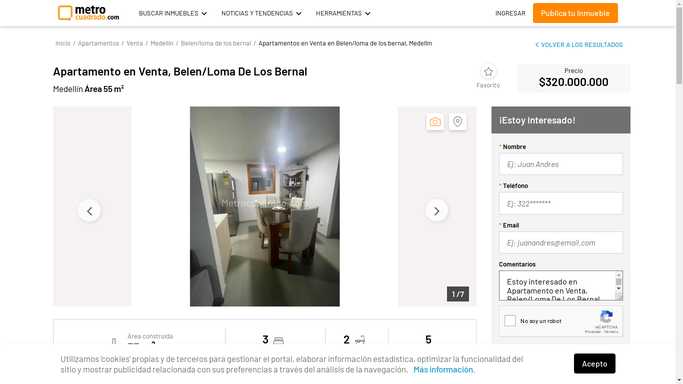 metro
cuadrado.com
BUSCAR INMUEBLES
NOTICIAS Y TENDENCIAS
HERRAMIENTAS
INGRESAR
Publica tu Inmueble
Inicio / Apartamentos / Venta / Medellín / Belen/loma de los bernal / Apartamentos en Venta en Belen/loma de los bernal, Medellín
VOLVER A LOS RESULTADOS
Apartamento en Venta, Belen/Loma De Los Bernal
Medellín Área 55 m²
Favorito
Precio
$320.000.000
1 / 7
¡Estoy Interesado!
* Nombre
Ej: Juan Andres
* Teléfono
Ej: 322*******
* Email
Ej: juanandres@email.com
Comentarios
Estoy interesado en
Apartamento en Venta,
Belen/Loma De Los Bernal
No soy un robot
reCAPTCHA
Privacidad - Términos
Área construida
3
2
5
Utilizamos 'cookies' propias y de terceros para gestionar el portal, elaborar información estadística, optimizar la funcionalidad del
sitio y mostrar publicidad relacionada con sus preferencias a través del análisis de la navegación. Más información.
Acepto